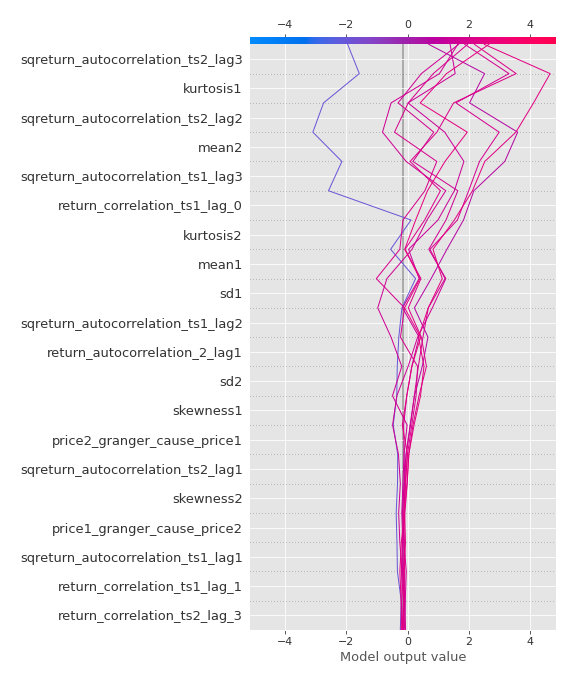 −4 −2 0 2 4
sqreturn_autocorrelation_ts2_lag3
kurtosis1
sqreturn_autocorrelation_ts2_lag2
mean2
sqreturn_autocorrelation_ts1_lag3
return_correlation_ts1_lag_0
kurtosis2
mean1
sd1
sqreturn_autocorrelation_ts1_lag2
return_autocorrelation_2_lag1
sd2
skewness1
price2_granger_cause_price1
sqreturn_autocorrelation_ts2_lag1
skewness2
price1_granger_cause_price2
sqreturn_autocorrelation_ts1_lag1
return_correlation_ts1_lag_1
return_correlation_ts2_lag_3
−4 −2 0 2 4
Model output value